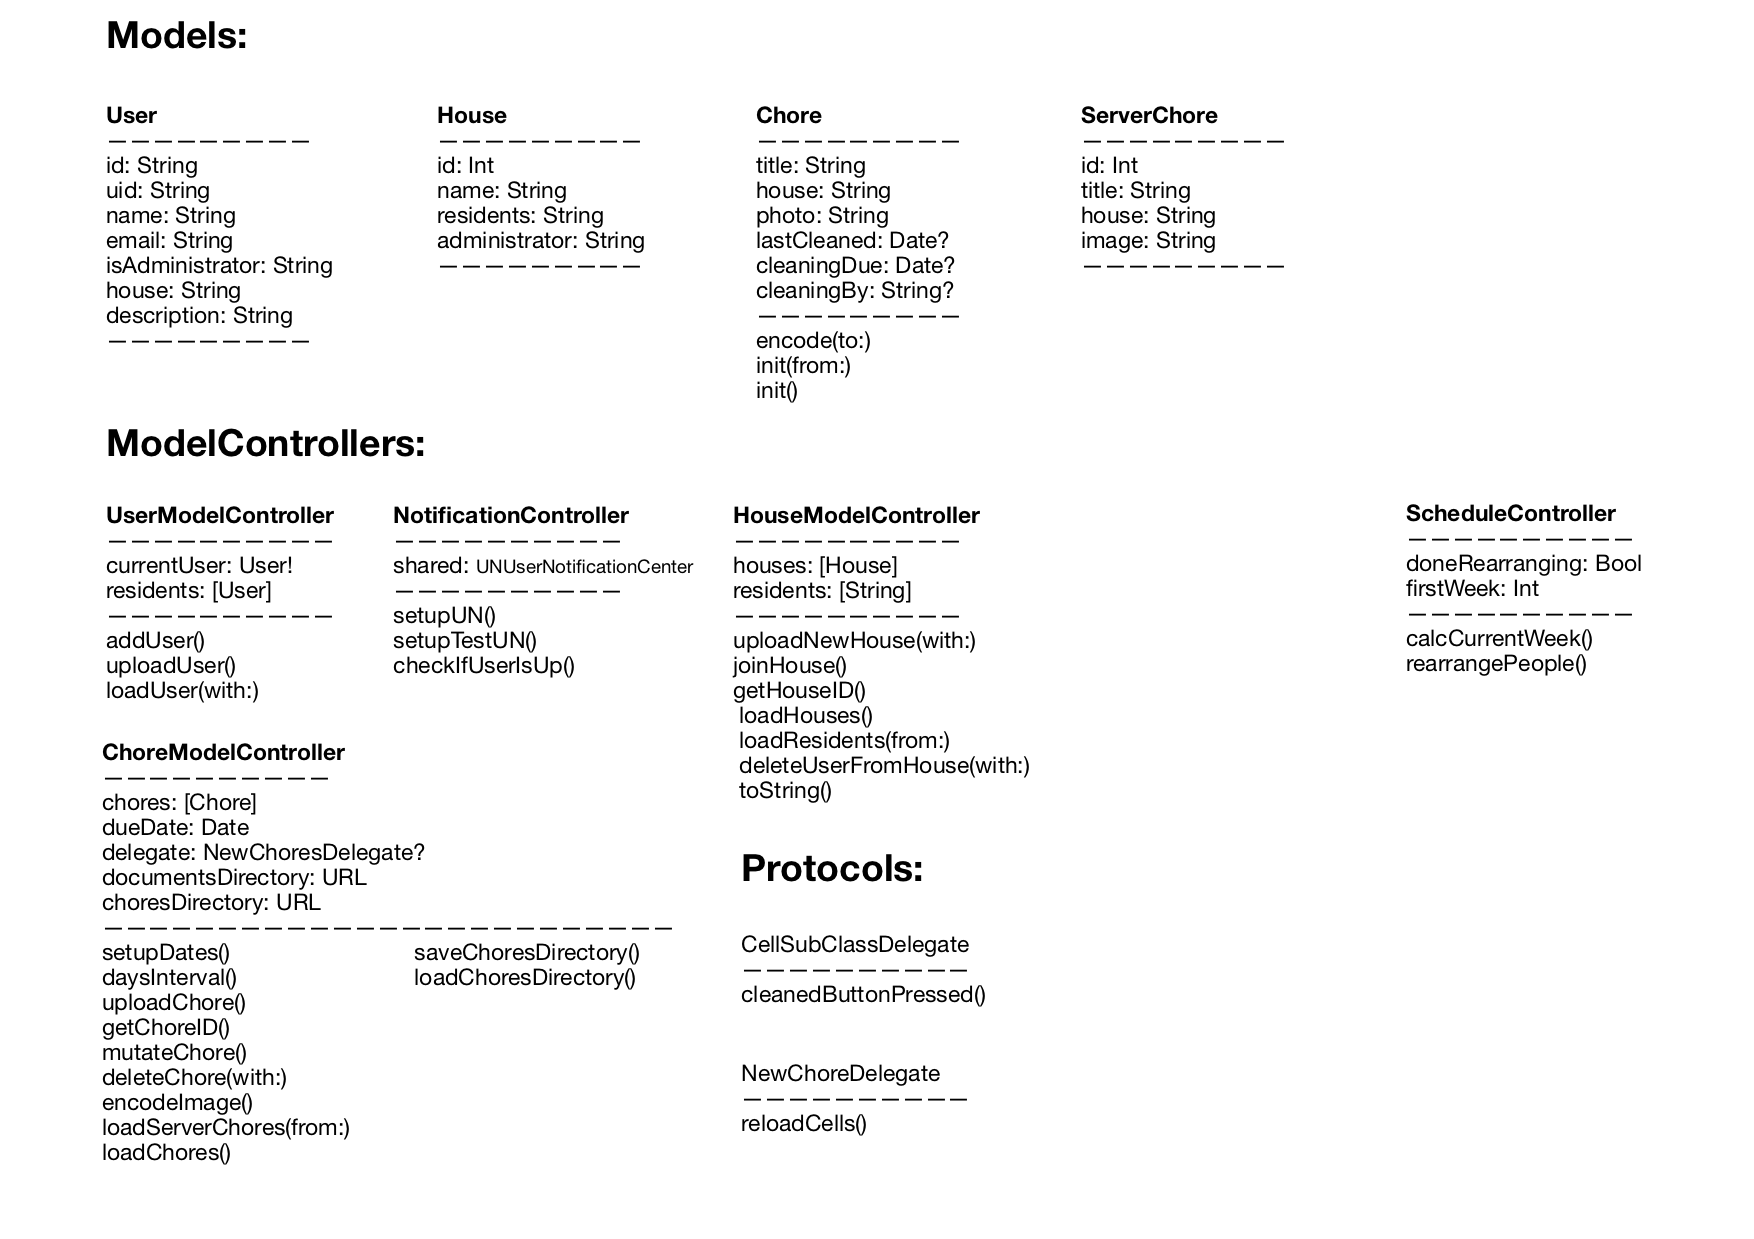 Models:
User
— — — — — — — — —
id: String
uid: String
name: String
email: String
isAdministrator: String
house: String
description: String
— — — — — — — — —
House
— — — — — — — — —
id: Int
name: String
residents: String
administrator: String
— — — — — — — — —
Chore
— — — — — — — — —
title: String
house: String
photo: String
lastCleaned: Date?
cleaningDue: Date?
cleaningBy: String?
— — — — — — — — —
encode(to:)
init(from:)
init()
ServerChore
— — — — — — — — —
id: Int
title: String
house: String
image: String
— — — — — — — — —
ModelControllers:
UserModelController
— — — — — — — — — —
currentUser: User!
residents: [User]
— — — — — — — — — —
addUser()
uploadUser()
loadUser(with:)
NotificationController
— — — — — — — — — —
shared: UNUserNotificationCenter
— — — — — — — — — —
setupUN()
setupTestUN()
checkIfUserIsUp()
HouseModelController
— — — — — — — — — —
houses: [House]
residents: [String]
— — — — — — — — — —
uploadNewHouse(with:)
joinHouse()
getHouseID()
loadHouses()
loadResidents(from:)
deleteUserFromHouse(with:)
toString()
ScheduleController
— — — — — — — — — —
doneRearranging: Bool
firstWeek: Int
— — — — — — — — — —
calcCurrentWeek()
rearrangePeople()
ChoreModelController
— — — — — — — — — —
chores: [Chore]
dueDate: Date
delegate: NewChoresDelegate?
documentsDirectory: URL
choresDirectory: URL
— — — — — — — — — — — — — — — — — — — — — — — — —
setupDates()
daysInterval()
uploadChore()
getChoreID()
mutateChore()
deleteChore(with:)
encodeImage()
loadServerChores(from:)
loadChores()
saveChoresDirectory()
loadChoresDirectory()
Protocols:
CellSubClassDelegate
— — — — — — — — — —
cleanedButtonPressed()
NewChoreDelegate
— — — — — — — — — —
reloadCells()